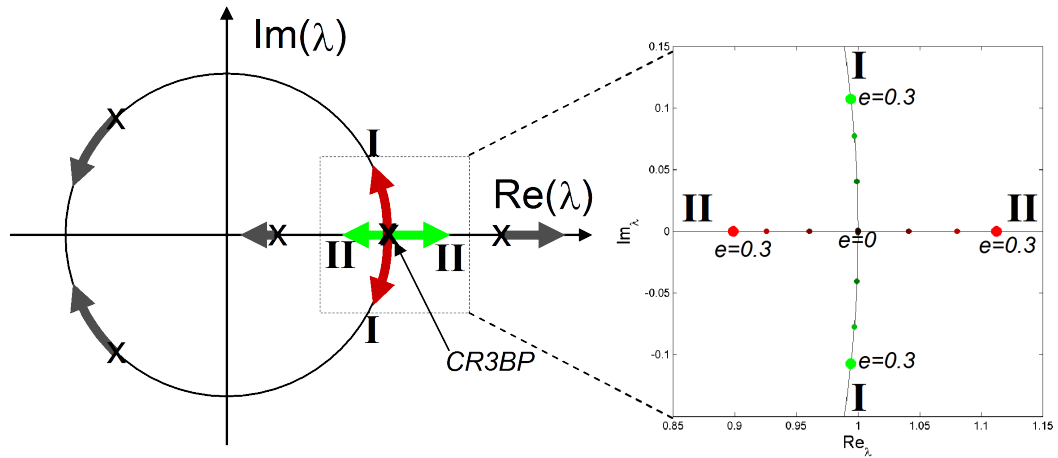 Im(λ)
X
I
Re(λ)
X
X
X
II
II
X
I
CR3BP
0.15
0.1
0.05
0
-0.05
-0.1
Im_λ
I
e=0.3
II
II
e=0.3
e=0
e=0.3
e=0.3
I
0.85
0.9
0.95
1
1.05
1.1
1.15
Re_λ